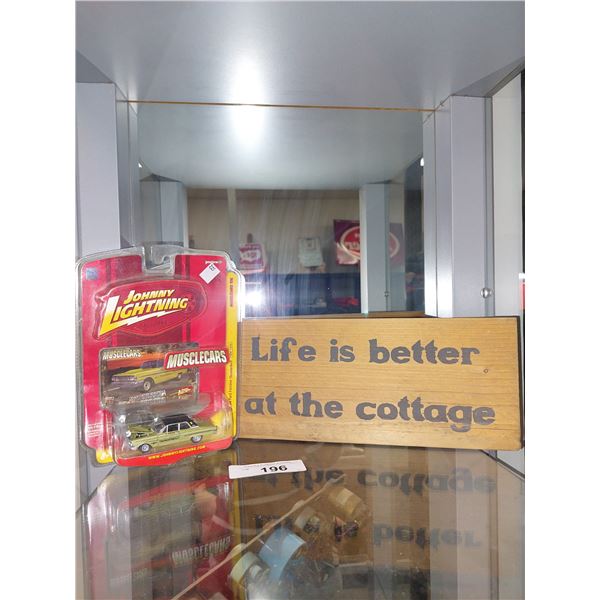 JOHNNY
LIGHTNING
MUSCLECARS
MUSCLECARS
WWW.JOHNNYLIGHTNING.COM
Life is better
at the cottage
196